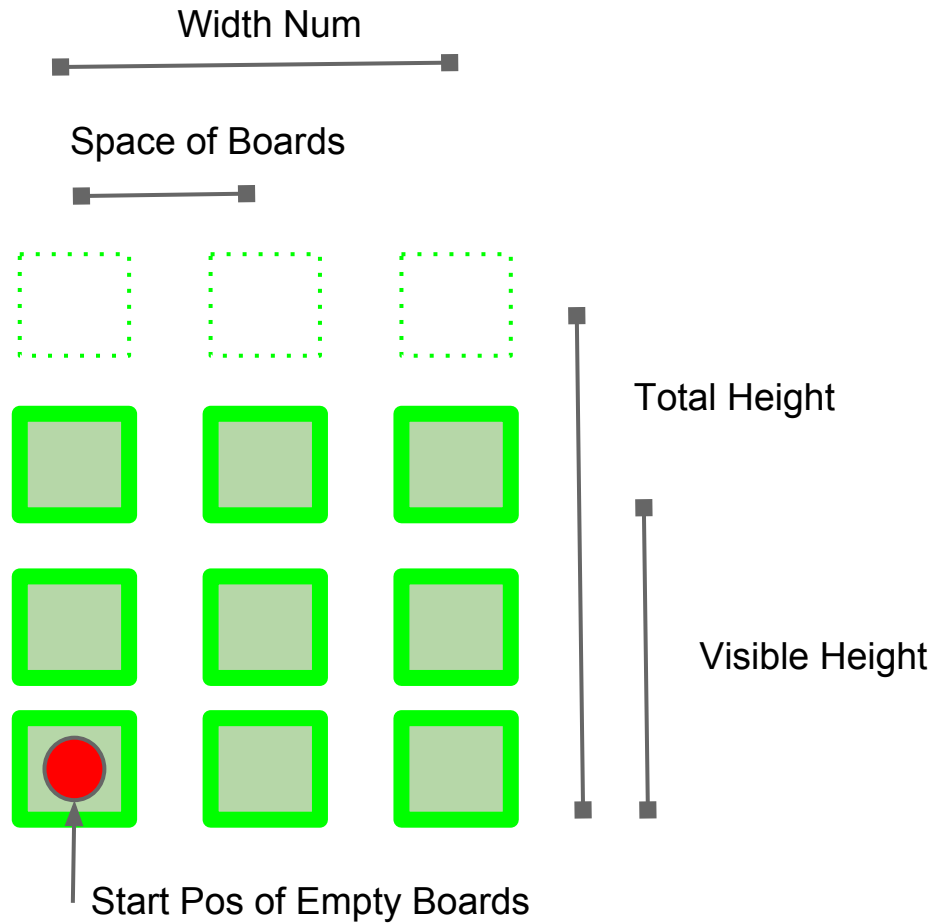 Width Num
Space of Boards
Total Height
Visible Height
Start Pos of Empty Boards